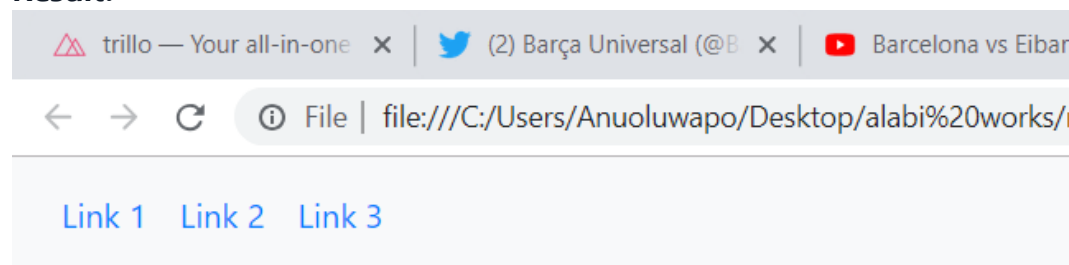 trillo — Your all-in-one (2) Barça Universal (@B Barcelona vs Eibar
File | file:///C:/Users/Anuoluwapo/Desktop/alabi%20works/
Link 1 Link 2 Link 3